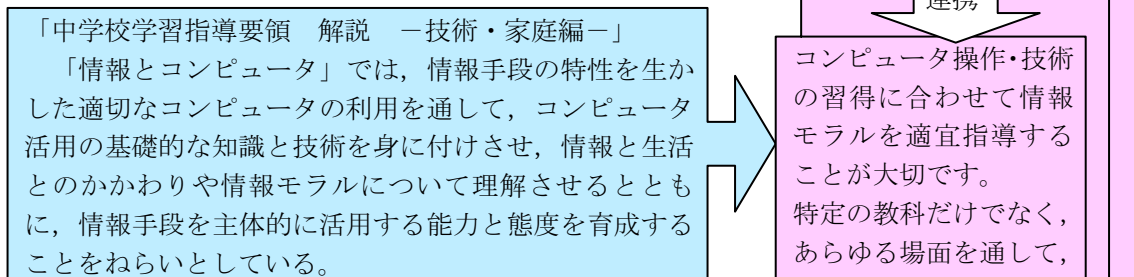 連携
「中学校学習指導要領　解説　－技術・家庭編－」
「情報とコンピュータ」では，情報手段の特性を生か
した適切なコンピュータの利用を通して，コンピュータ
活用の基礎的な知識と技術を身に付けさせ，情報と生活
とのかかわりや情報モラルについて理解させるととも
に，情報手段を主体的に活用する能力と態度を育成する
ことをねらいとしている。
コンピュータ操作・技術
の習得に合わせて情報
モラルを適宜指導する
ことが大切です。
特定の教科だけでなく，
あらゆる場面を通して，